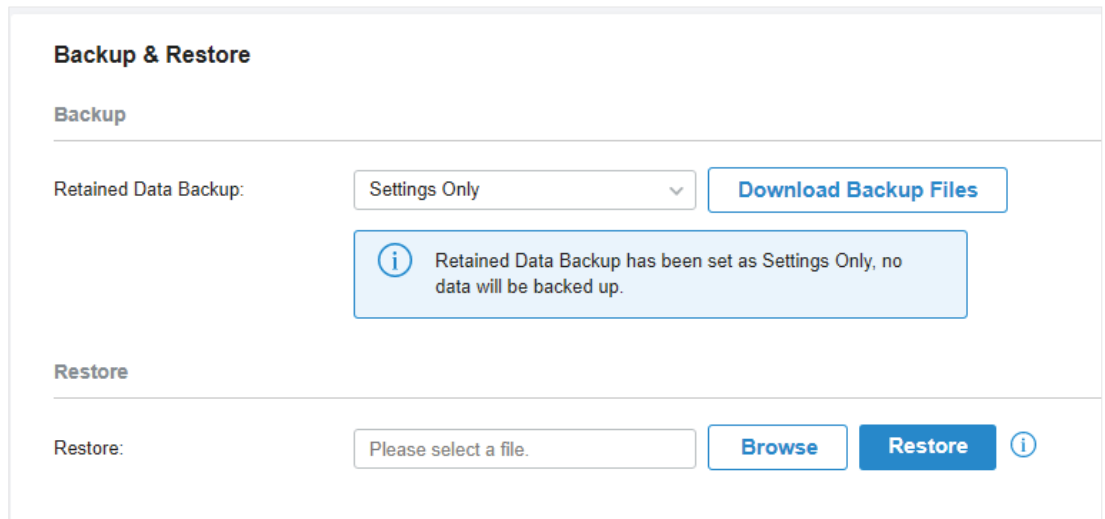 Backup & Restore
Backup
Retained Data Backup:
Settings Only
Download Backup Files
Retained Data Backup has been set as Settings Only, no
data will be backed up.
Restore
Restore:
Please select a file.
Browse
Restore